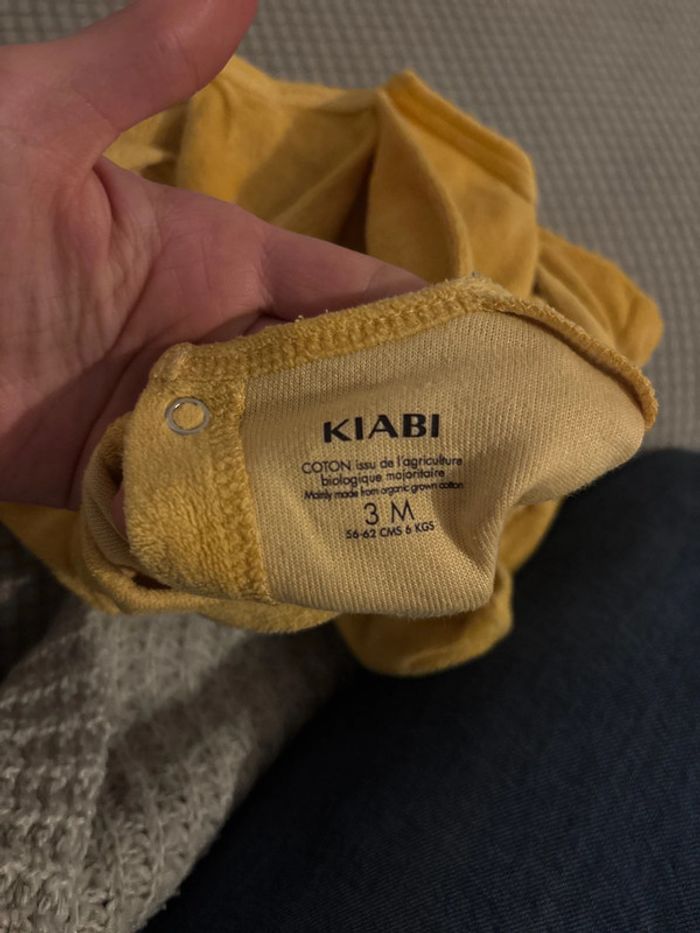 KIABI
COTON issu de l'agriculture
biologique majoritaire
Mainly made from organic grown cotton
3 M
56-62 CMS 6 KGS